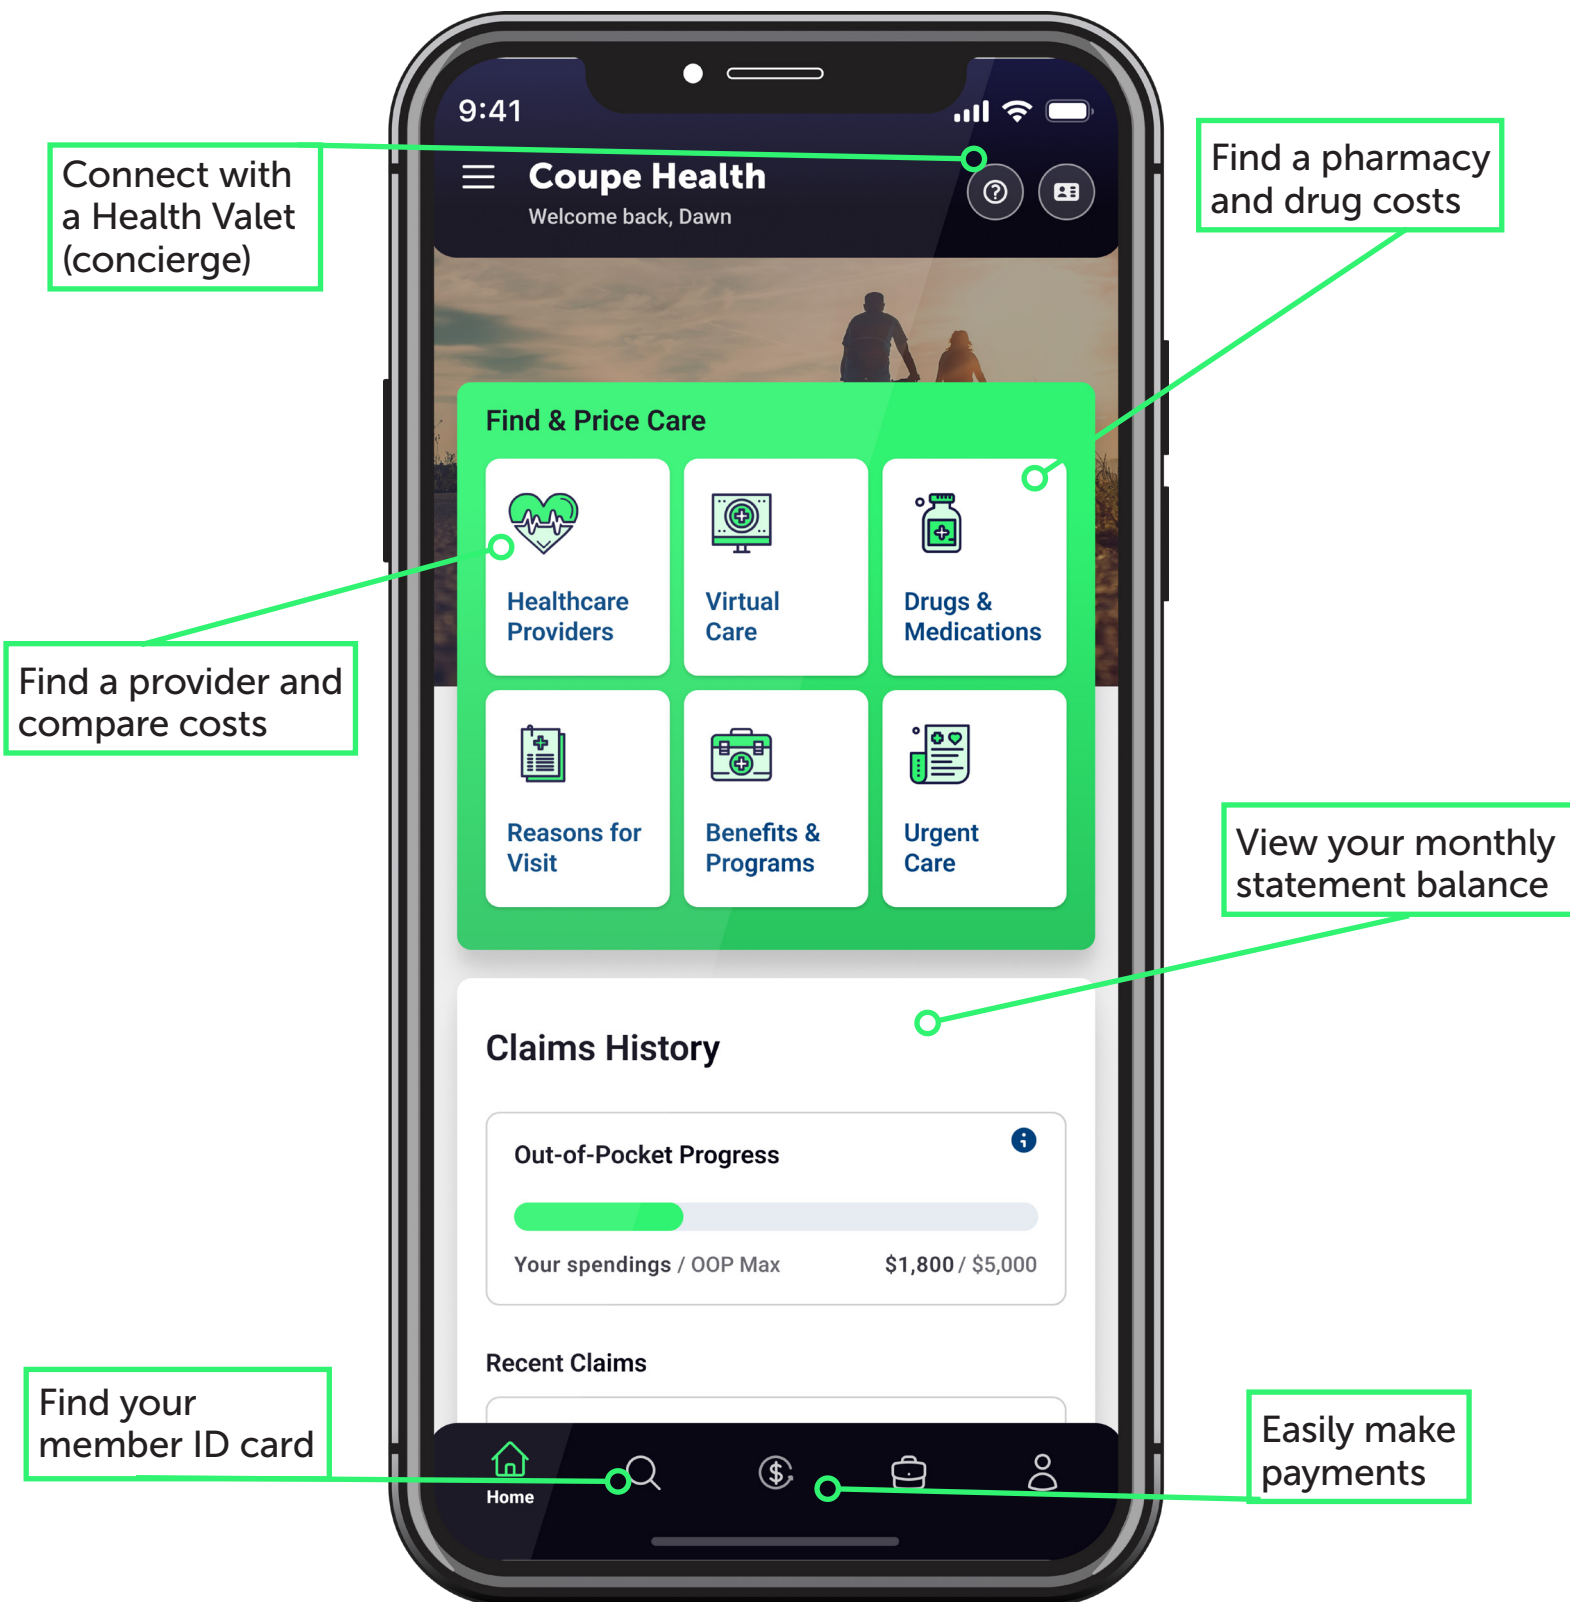 9:41
Coupe Health
Welcome back, Dawn
Connect with
a Health Valet
(concierge)
Find a pharmacy
and drug costs
Find & Price Care
Healthcare
Providers
Virtual
Care
Drugs &
Medications
Find a provider and
compare costs
Reasons for
Visit
Benefits &
Programs
Urgent
Care
View your monthly
statement balance
Claims History
Out-of-Pocket Progress
Your spendings / OOP Max $1,800 / $5,000
Recent Claims
Find your
member ID card
Easily make
payments
Home